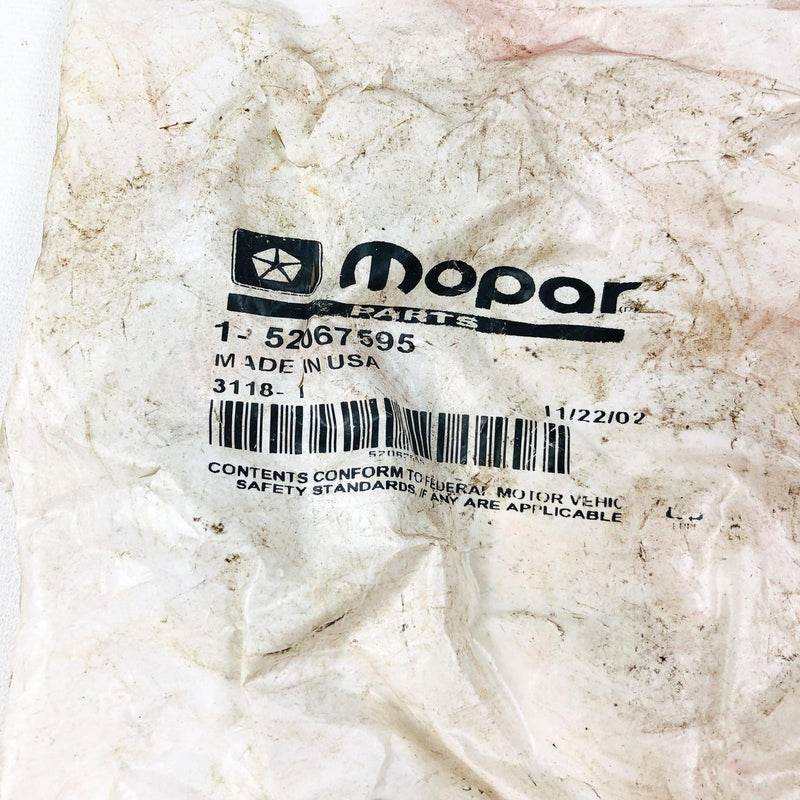 mopar
PARTS
1- 52067595
MADE IN USA
3118- 1
11/22/02
CONTENTS CONFORM TO FEDERAL MOTOR
SAFETY STANDARDS, IF ANY ARE APPLICABLE